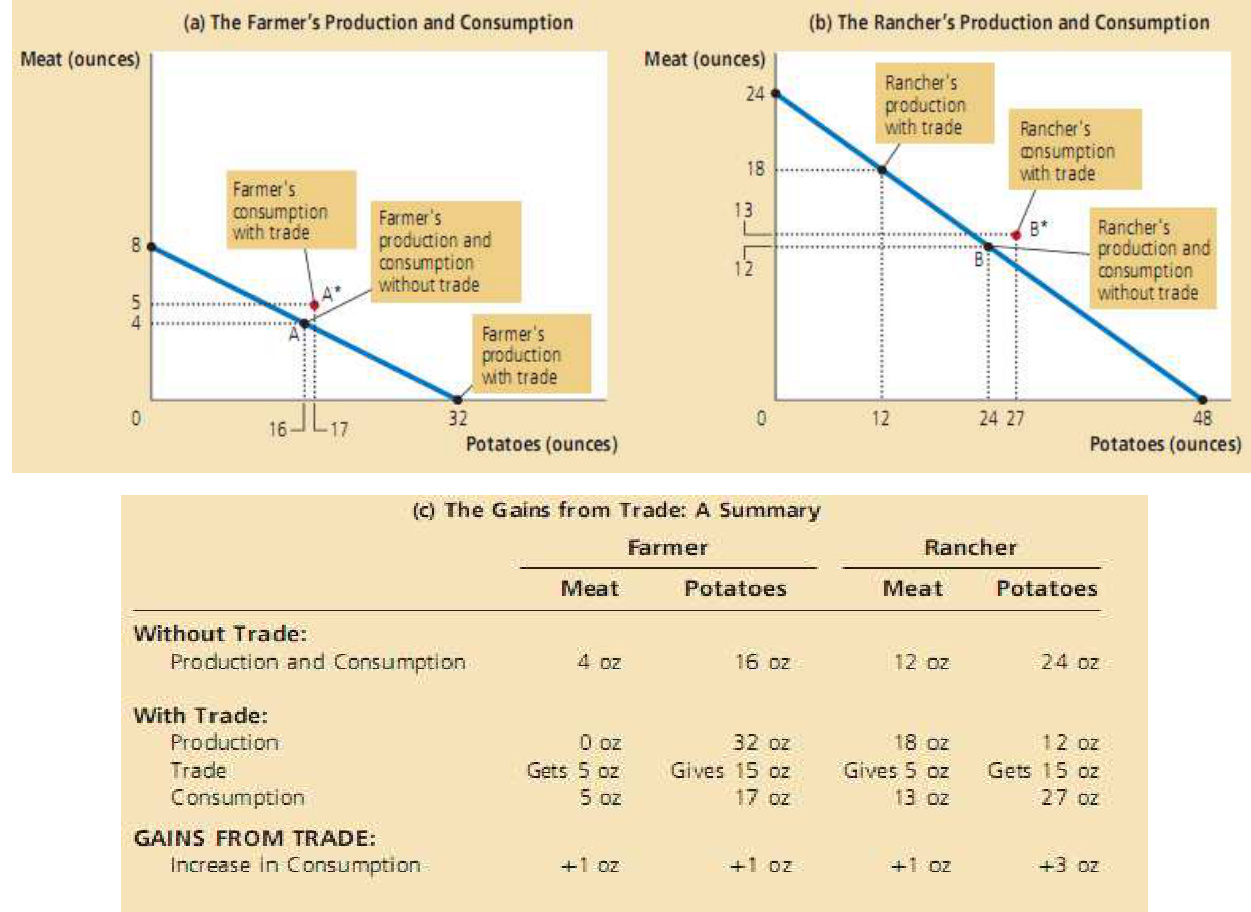 (a) The Farmer's Production and Consumption
Meat (ounces)
8
5
4
0
16
17
32
Potatoes (ounces)
Farmer's
consumption
with trade
A*
Farmer's
production and
consumption
without trade
A
Farmer's
production
with trade
(b) The Rancher's Production and Consumption
Meat (ounces)
24
18
13
12
0
12
24 27
48
Potatoes (ounces)
Rancher's
production
with trade
Rancher's
consumption
with trade
B*
Rancher's
production and
consumption
without trade
B
(c) The Gains from Trade: A Summary
Farmer Rancher
Meat Potatoes Meat Potatoes
Without Trade:
Production and Consumption 4 oz 16 oz 12 oz 24 oz
With Trade:
Production 0 oz 32 oz 18 oz 12 oz
Trade Gets 5 oz Gives 15 oz Gives 5 oz Gets 15 oz
Consumption 5 oz 17 oz 13 oz 27 oz
GAINS FROM TRADE:
Increase in Consumption +1 oz +1 oz +1 oz +3 oz